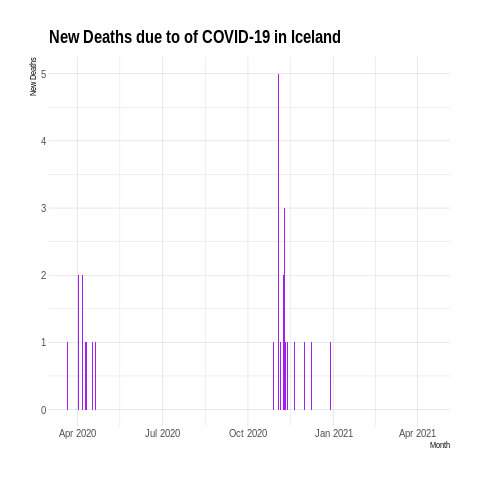 New Deaths due to of COVID-19 in Iceland
New Deaths
5
4
3
2
1
0
Apr 2020 Jul 2020 Oct 2020 Jan 2021 Apr 2021
Month